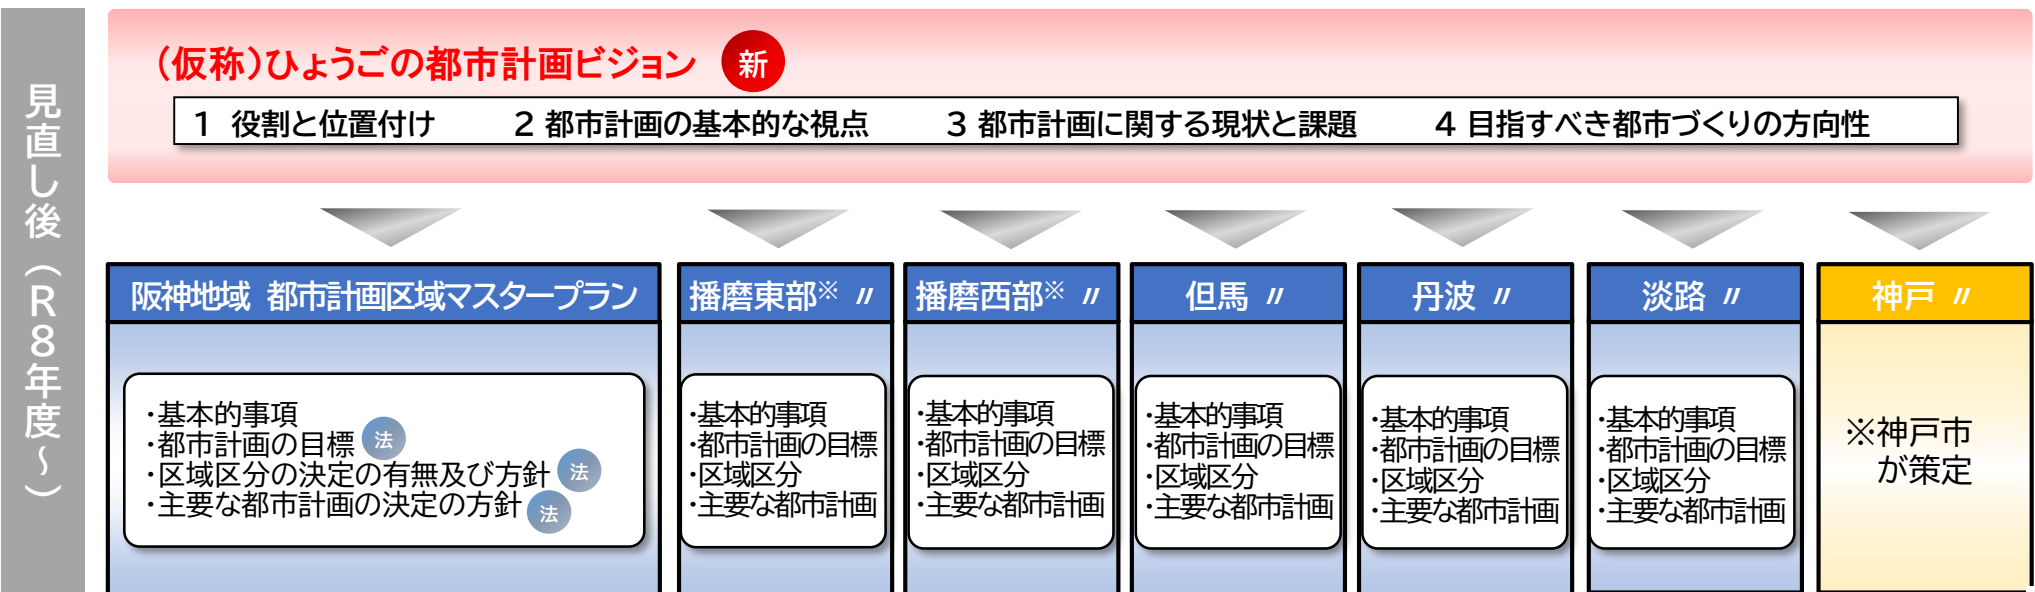 見直し後（Ｒ８年度～）
（仮称）ひょうごの都市計画ビジョン 新
１ 役割と位置付け ２ 都市計画の基本的な視点 ３ 都市計画に関する現状と課題 ４ 目指すべき都市づくりの方向性
阪神地域 都市計画区域マスタープラン
・基本的事項
・都市計画の目標 法
・区域区分の決定の有無及び方針 法
・主要な都市計画の決定の方針 法
播磨東部※ 〃
・基本的事項
・都市計画の目標
・区域区分
・主要な都市計画
播磨西部※ 〃
・基本的事項
・都市計画の目標
・区域区分
・主要な都市計画
但馬 〃
・基本的事項
・都市計画の目標
・区域区分
・主要な都市計画
丹波 〃
・基本的事項
・都市計画の目標
・区域区分
・主要な都市計画
淡路 〃
・基本的事項
・都市計画の目標
・区域区分
・主要な都市計画
神戸 〃
※神戸市
が策定